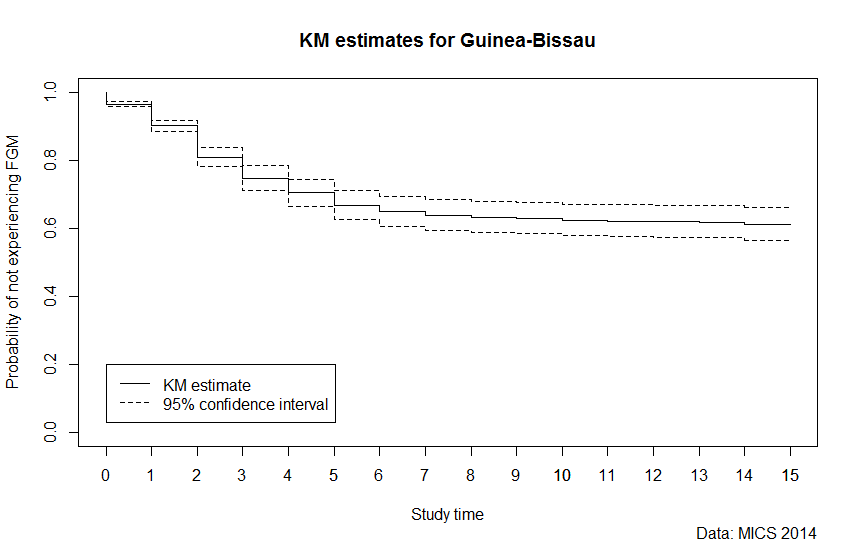 KM estimates for Guinea-Bissau
Probability of not experiencing FGM
1.0
0.8
0.6
0.4
0.2
0.0
KM estimate
95% confidence interval
0 1 2 3 4 5 6 7 8 9 10 11 12 13 14 15
Study time
Data: MICS 2014